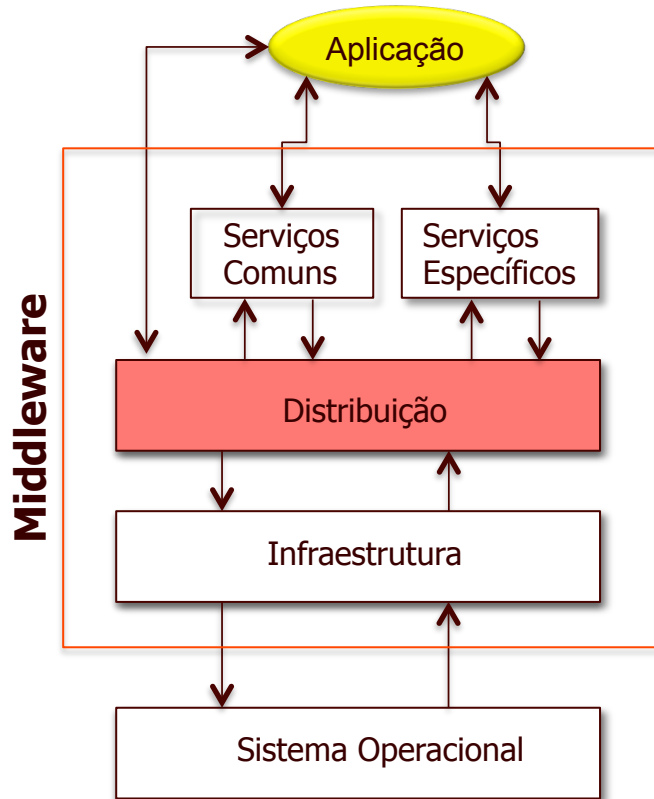 Aplicação
Middleware
Serviços
Comuns
Serviços
Específicos
Distribuição
Infraestrutura
Sistema Operacional